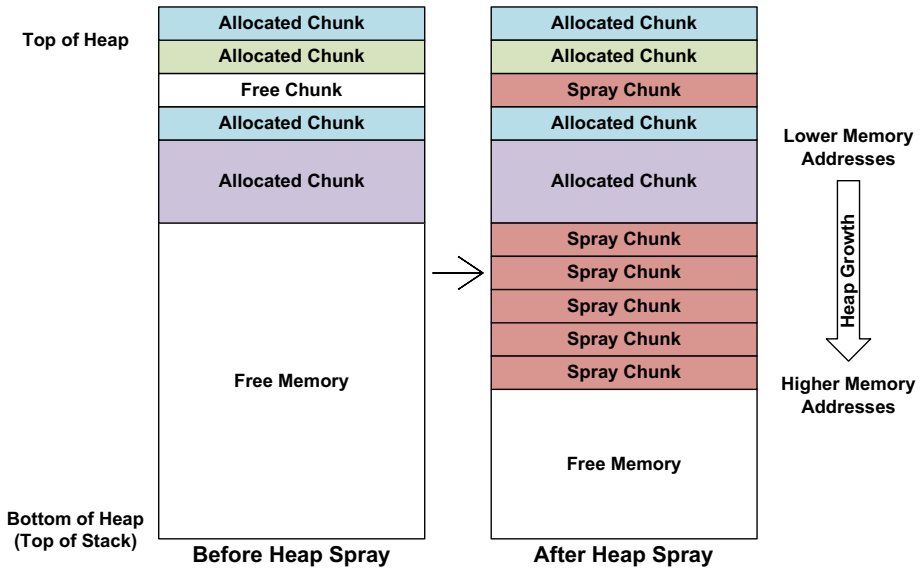 Top of Heap
Allocated Chunk
Allocated Chunk
Free Chunk
Allocated Chunk
Allocated Chunk
Free Memory
Bottom of Heap
(Top of Stack)
Before Heap Spray
Allocated Chunk
Allocated Chunk
Spray Chunk
Allocated Chunk
Allocated Chunk
Spray Chunk
Spray Chunk
Spray Chunk
Spray Chunk
Spray Chunk
Free Memory
After Heap Spray
Lower Memory
Addresses
Heap Growth
Higher Memory
Addresses